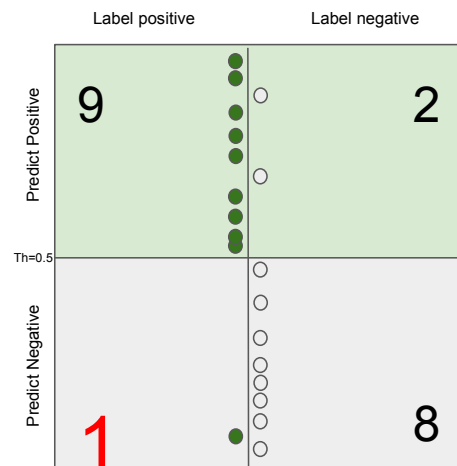 Label positive
Label negative
Predict Positive
9
2
Th=0.5
Predict Negative
1
8